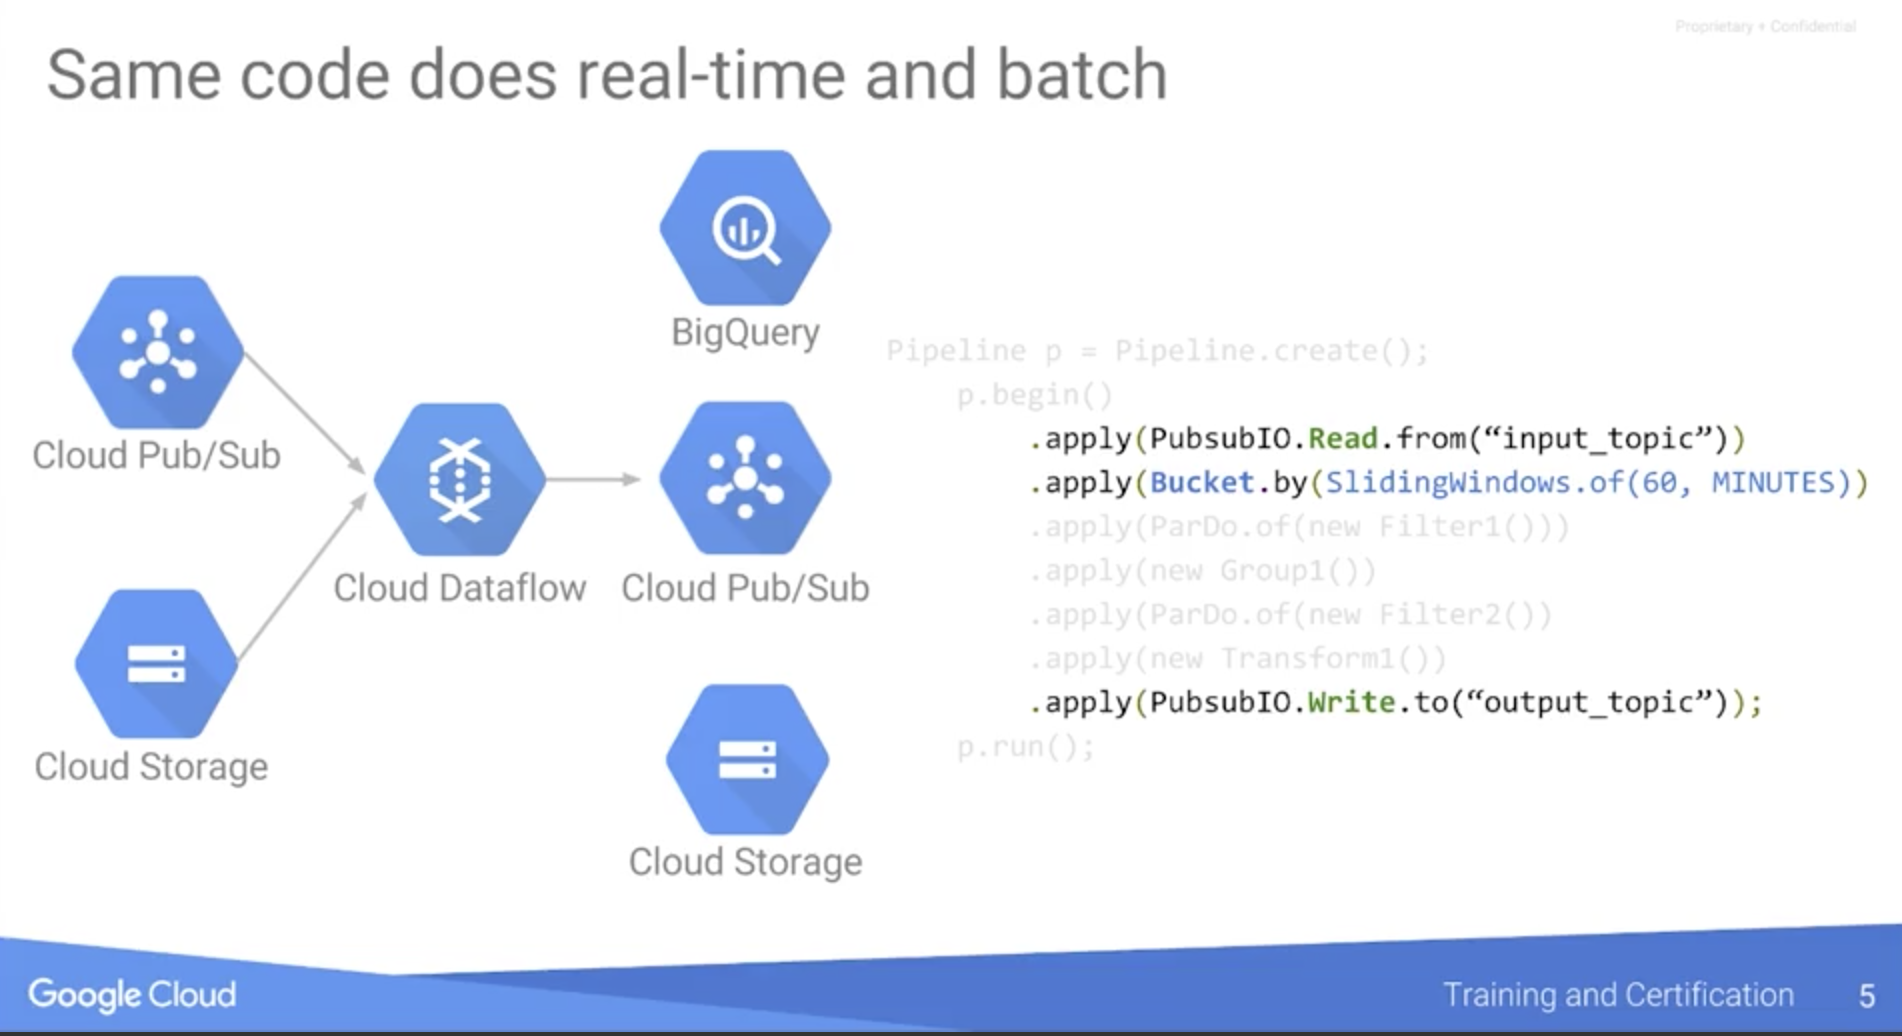 Proprietary + Confidential
Same code does real-time and batch
BigQuery
Cloud Pub/Sub
Cloud Dataflow
Cloud Pub/Sub
Cloud Storage
Cloud Storage
Pipeline p = Pipeline.create();
p.begin()
.apply(PubsubIO.Read.from(“input_topic”))
.apply(Bucket.by(SlidingWindows.of(60, MINUTES))
.apply(ParDo.of(new Filter1()))
.apply(new Group1())
.apply(ParDo.of(new Filter2())
.apply(new Transform1())
.apply(PubsubIO.Write.to(“output_topic”));
p.run();
Google Cloud
Training and Certification
5